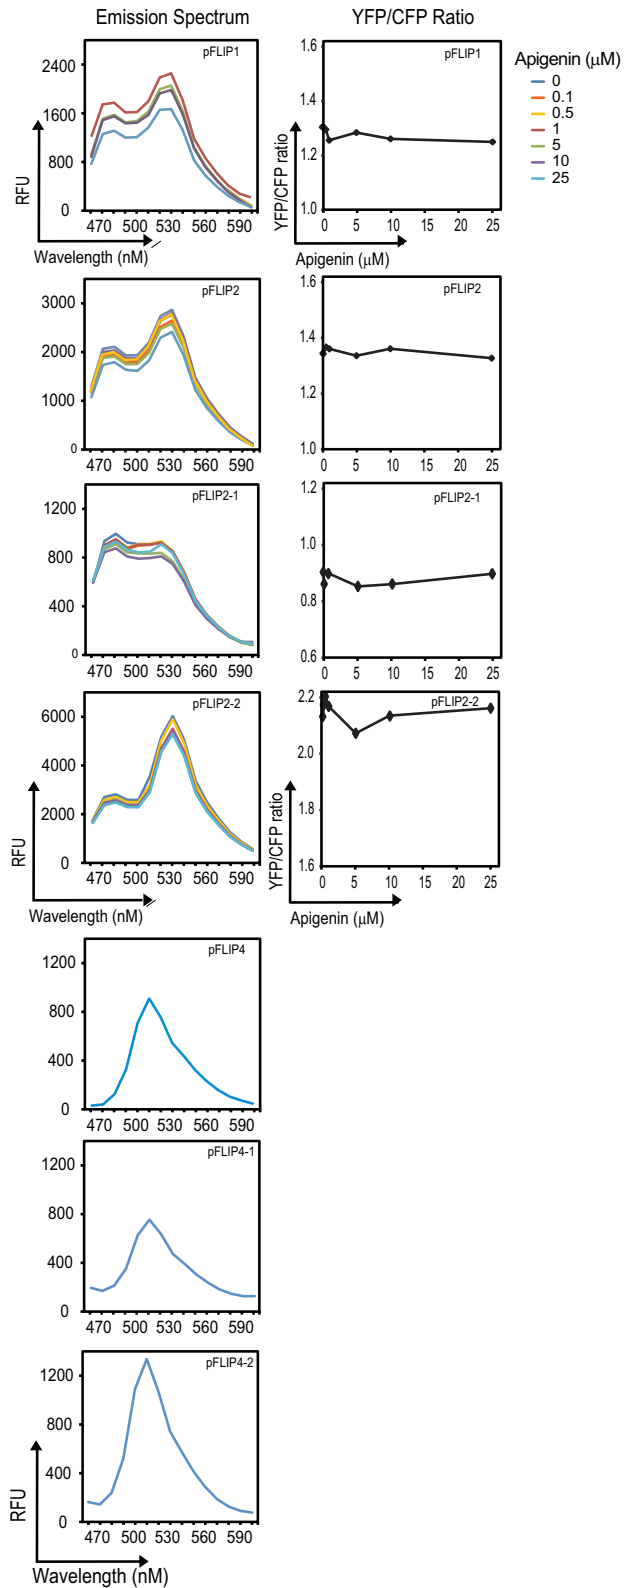 Emission Spectrum
YFP/CFP Ratio
pFLIP1
2400
1600
800
0
RFU
470 500 530 560 590
Wavelength (nM)
pFLIP1
1.6
1.4
1.2
1.0
YFP/CFP ratio
0 5 10 15 20 25
Apigenin (μM)
Apigenin (μM)
0
0.1
0.5
1
5
10
25
pFLIP2
3000
2000
1000
0
470 500 530 560 590
pFLIP2
1.6
1.4
1.2
1.0
0 5 10 15 20 25
pFLIP2-1
1200
800
400
0
470 500 530 560 590
pFLIP2-1
1.2
1.0
0.8
0.6
0 5 10 15 20 25
pFLIP2-2
6000
4000
2000
0
RFU
470 500 530 560 590
Wavelength (nM)
pFLIP2-2
2.2
2.0
1.8
1.6
YFP/CFP ratio
0 5 10 15 20 25
Apigenin (μM)
pFLIP4
1200
800
400
0
470 500 530 560 590
pFLIP4-1
1200
800
400
0
470 500 530 560 590
pFLIP4-2
1200
800
400
0
RFU
470 500 530 560 590
Wavelength (nM)